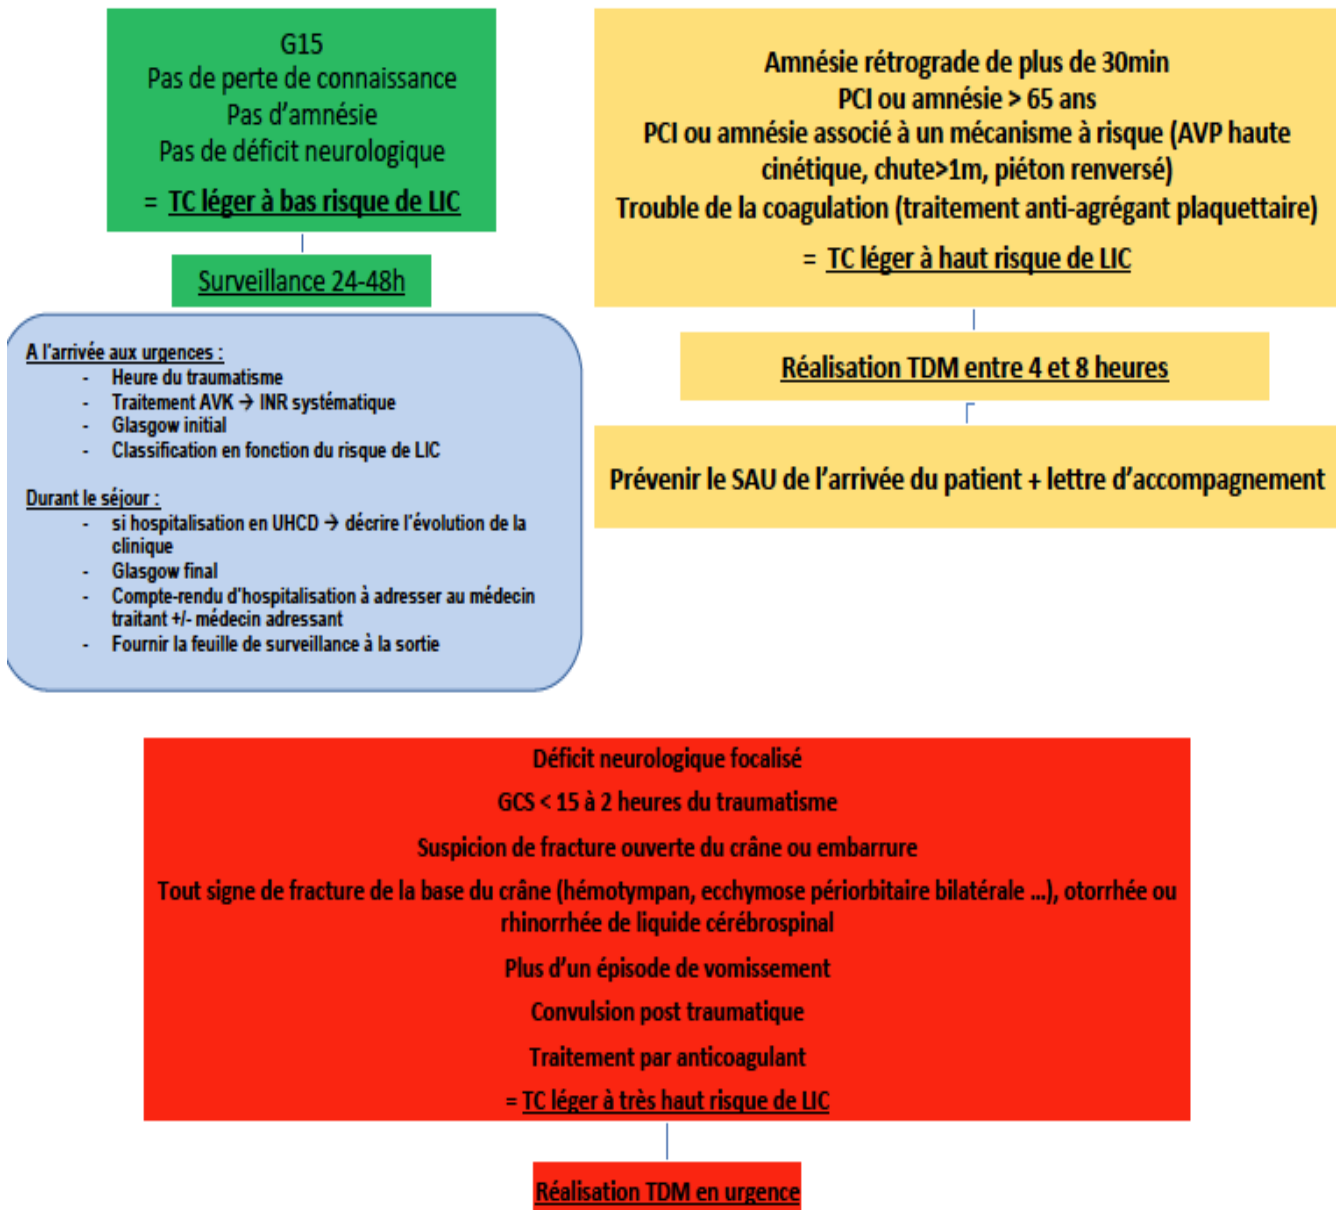 G15
Pas de perte de connaissance
Pas d'amnésie
Pas de déficit neurologique
= TC léger à bas risque de LIC
Surveillance 24-48h
A l'arrivée aux urgences :
- Heure du traumatisme
- Traitement AVK → INR systématique
- Glasgow initial
- Classification en fonction du risque de LIC
Durant le séjour :
- si hospitalisation en UHCD → décrire l'évolution de la
clinique
- Glasgow final
- Compte-rendu d'hospitalisation à adresser au médecin
traitant +/- médecin adressant
- Fournir la feuille de surveillance à la sortie
Amnésie rétrograde de plus de 30min
PCI ou amnésie > 65 ans
PCI ou amnésie associé à un mécanisme à risque (AVP haute
cinétique, chute>1m, piéton renversé)
Trouble de la coagulation (traitement anti-agrégant plaquettaire)
= TC léger à haut risque de LIC
Réalisation TDM entre 4 et 8 heures
Prévenir le SAU de l'arrivée du patient + lettre d'accompagnement
Déficit neurologique focalisé
GCS < 15 à 2 heures du traumatisme
Suspicion de fracture ouverte du crâne ou embarrure
Tout signe de fracture de la base du crâne (hémotympan, ecchymose périorbitaire bilatérale ...), otorrhée ou
rhinorrhée de liquide cérébrospinal
Plus d'un épisode de vomissement
Convulsion post traumatique
Traitement par anticoagulant
= TC léger à très haut risque de LIC
Réalisation TDM en urgence